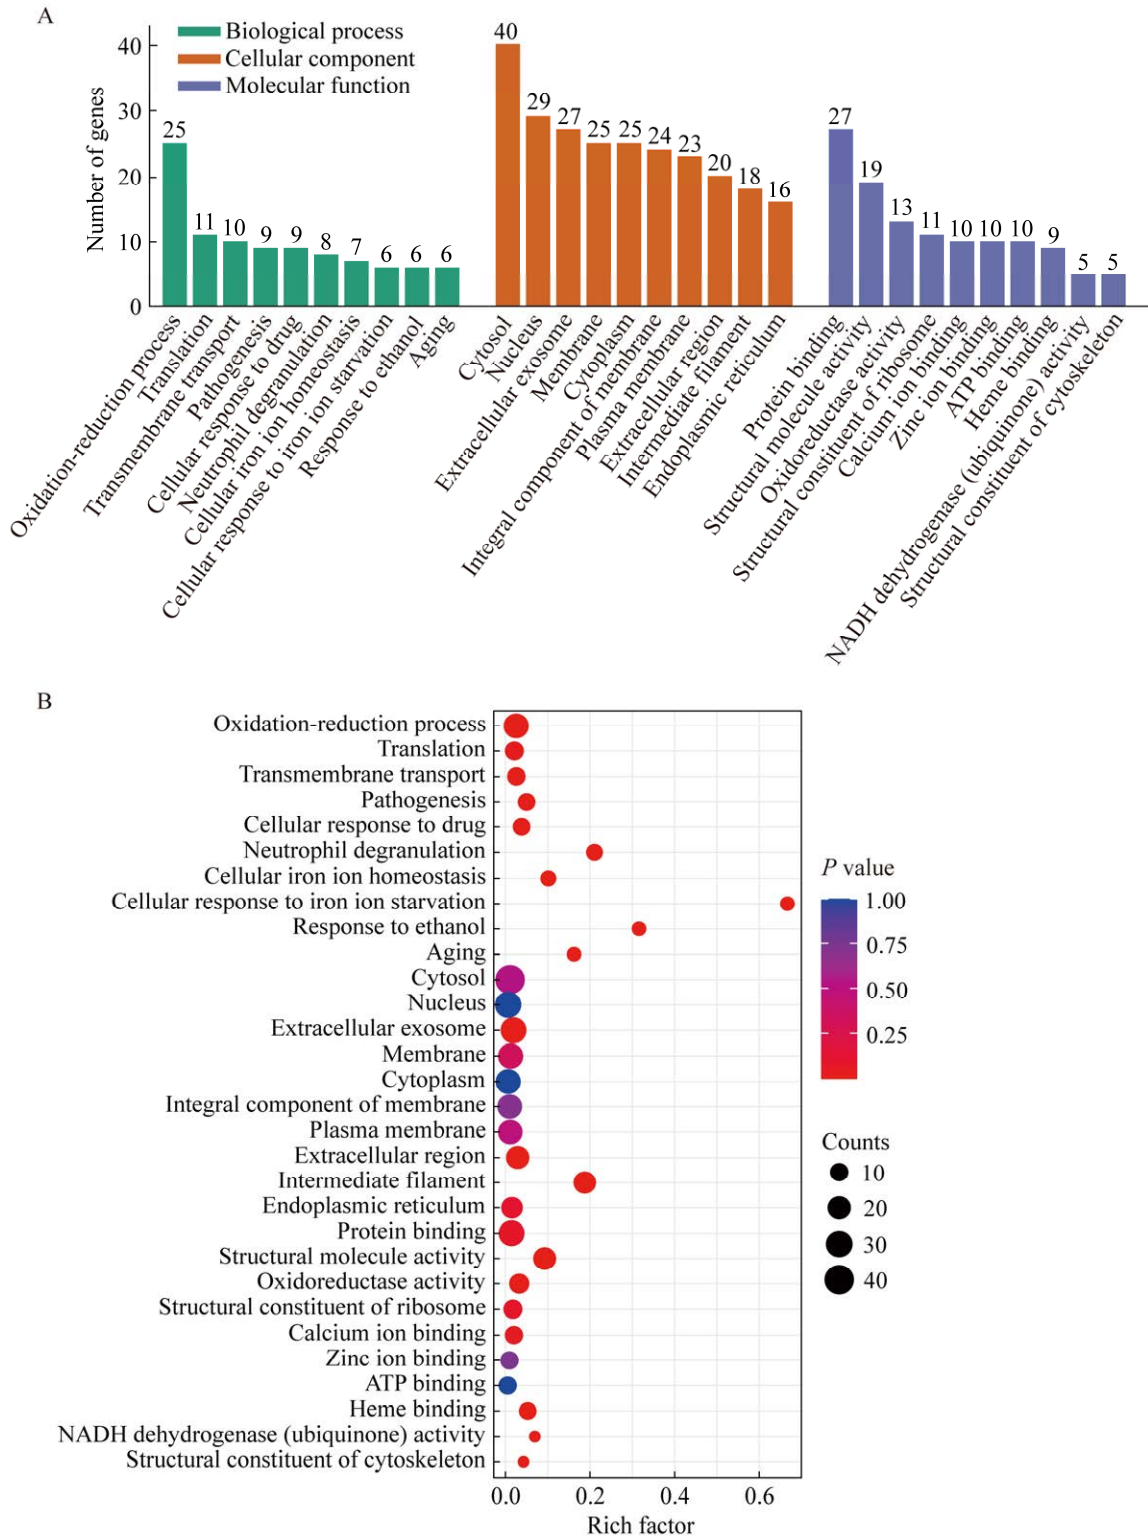 A
Biological process
Cellular component
Molecular function
Number of genes
40
30
20
10
0
25
11
10
9
9
8
7
6
6
6
40
29
27
25
25
24
23
20
18
16
27
19
13
11
10
10
10
9
5
5
Oxidation-reduction process
Translation
Transmembrane transport
Pathogenesis
Cellular response to drug
Neutrophil degranulation
Cellular iron ion homeostasis
Cellular response to iron ion starvation
Response to ethanol
Aging
Cytosol
Nucleus
Extracellular exosome
Membrane
Cytoplasm
Integral component of membrane
Plasma membrane
Extracellular region
Intermediate filament
Endoplasmic reticulum
Protein binding
Structural molecule activity
Oxidoreductase activity
Structural constituent of ribosome
Calcium ion binding
Zinc ion binding
ATP binding
Heme binding
NADH dehydrogenase (ubiquinone) activity
Structural constituent of cytoskeleton
B
Oxidation-reduction process
Translation
Transmembrane transport
Pathogenesis
Cellular response to drug
Neutrophil degranulation
Cellular iron ion homeostasis
Cellular response to iron ion starvation
Response to ethanol
Aging
Cytosol
Nucleus
Extracellular exosome
Membrane
Cytoplasm
Integral component of membrane
Plasma membrane
Extracellular region
Intermediate filament
Endoplasmic reticulum
Protein binding
Structural molecule activity
Oxidoreductase activity
Structural constituent of ribosome
Calcium ion binding
Zinc ion binding
ATP binding
Heme binding
NADH dehydrogenase (ubiquinone) activity
Structural constituent of cytoskeleton
0.0
0.2
0.4
0.6
Rich factor
P value
1.00
0.75
0.50
0.25
Counts
10
20
30
40